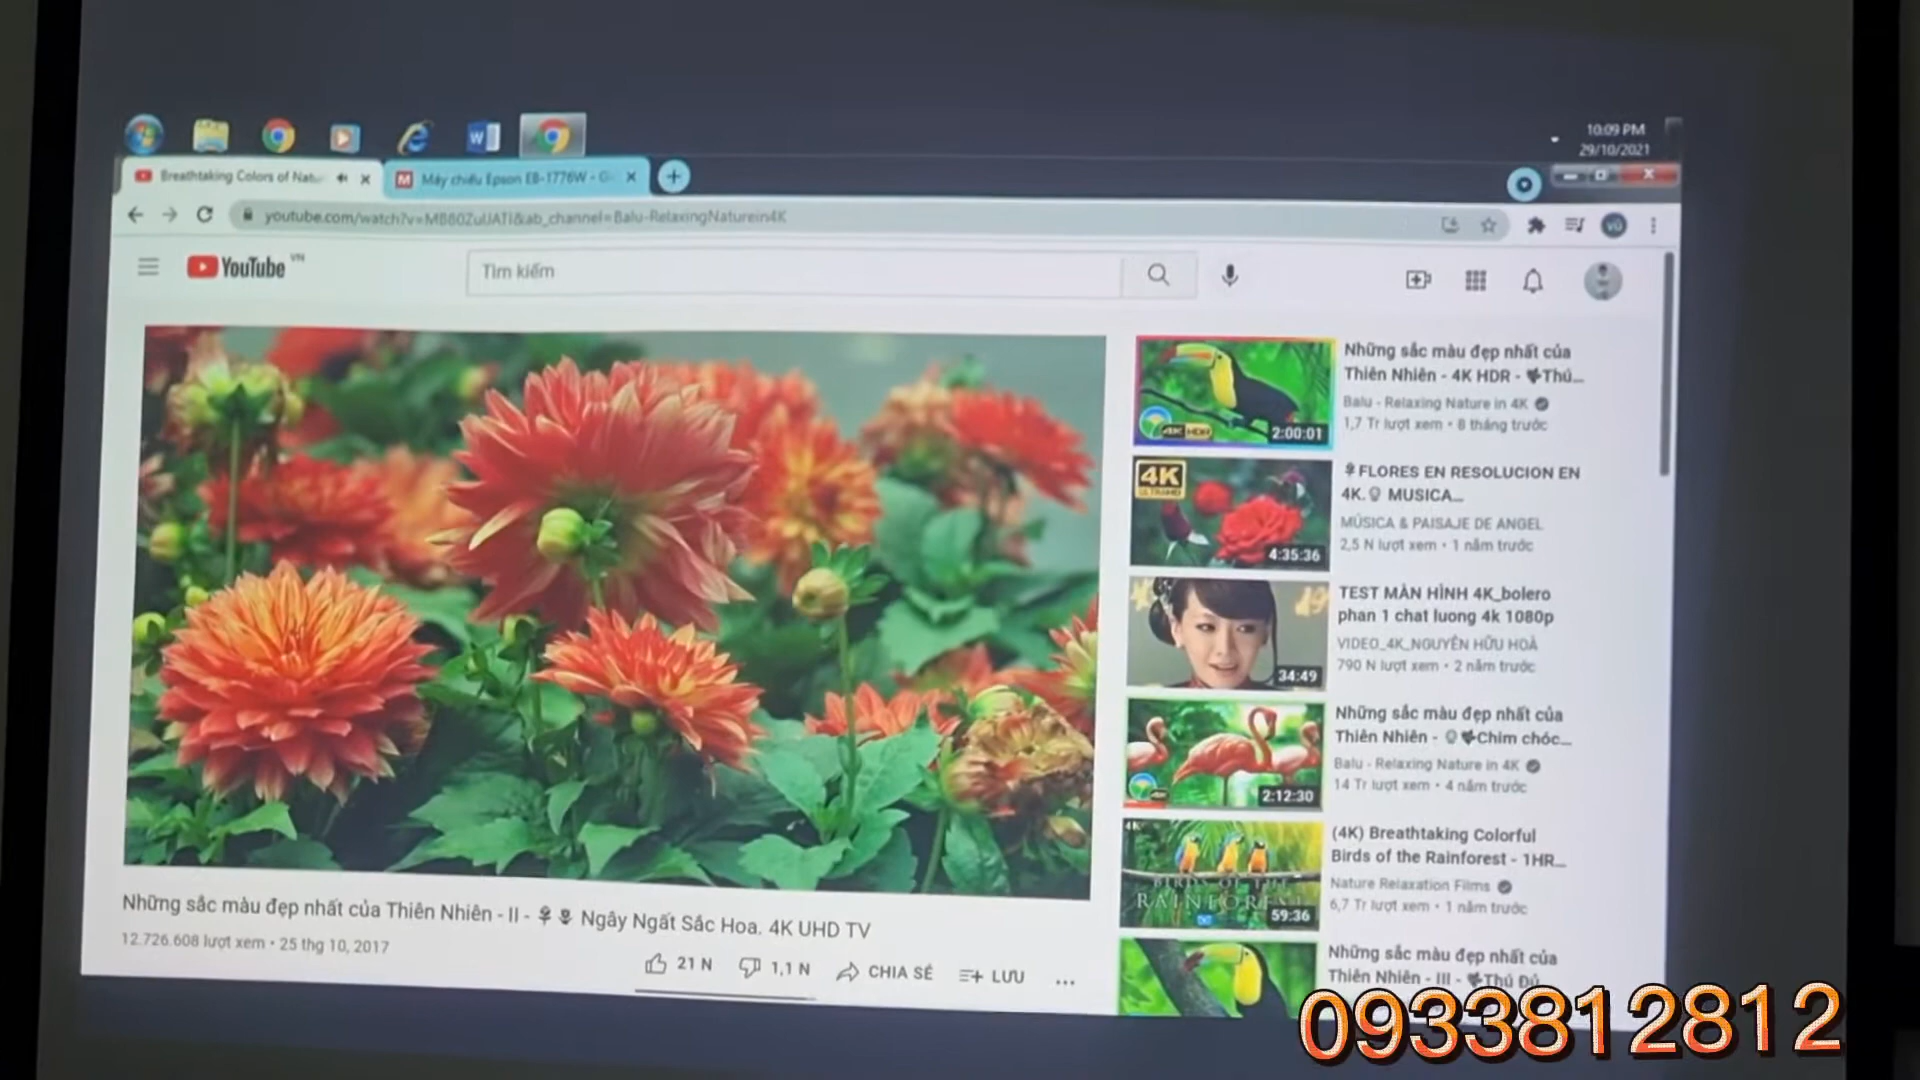 10:09 PM
29/10/2021
Breathtaking Colors of Natu
Máy chiếu Epson EB-1776W - G
youtube.com/watch?v=MB80ZuUATI&ab_channel=Balu-RelaxingNaturein4K
YouTube VN
Tìm kiếm
Những sắc màu đẹp nhất của
Thiên Nhiên - 4K HDR - Thú...
Balu - Relaxing Nature in 4K
1,7 Tr lượt xem • 8 tháng trước
4K HDR
2:00:01
FLORES EN RESOLUCION EN
4K. MUSICA...
MÚSICA & PAISAJE DE ANGEL
2,5 N lượt xem • 1 năm trước
4K
ULTRAHD
4:35:36
TEST MÀN HÌNH 4K_bolero
phan 1 chat luong 4k 1080p
VIDEO_4K_NGUYỄN HỮU HOÀ
790 N lượt xem • 2 năm trước
34:49
Những sắc màu đẹp nhất của
Thiên Nhiên - Chim chóc...
Balu - Relaxing Nature in 4K
14 Tr lượt xem • 4 năm trước
2:12:30
(4K) Breathtaking Colorful
Birds of the Rainforest - 1HR...
Nature Relaxation Films
6,7 Tr lượt xem • 1 năm trước
4K
BIRDS OF THE
RAINFOREST
59:36
Những sắc màu đẹp nhất của
Thiên Nhiên - III - Thú Dữ
Những sắc màu đẹp nhất của Thiên Nhiên - II - Ngây Ngất Sắc Hoa. 4K UHD TV
12.726.608 lượt xem • 25 thg 10, 2017
21 N
1,1 N
CHIA SẺ
LƯU
0933812812